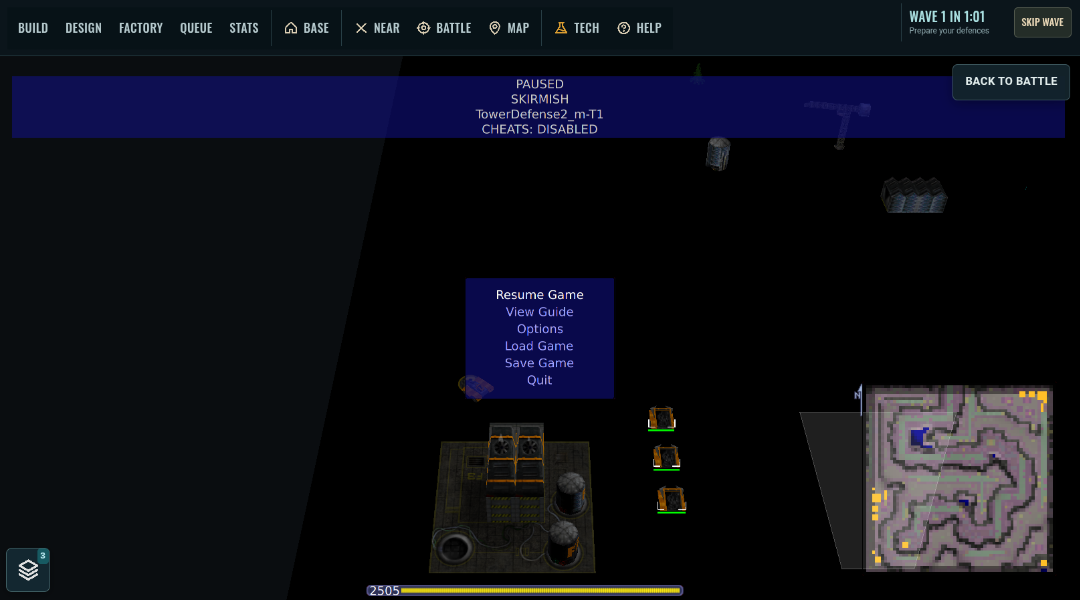 BUILD DESIGN FACTORY QUEUE STATS BASE NEAR BATTLE MAP TECH HELP
WAVE 1 IN 1:01
Prepare your defences
SKIP WAVE
BACK TO BATTLE
PAUSED
SKIRMISH
TowerDefense2_m-T1
CHEATS: DISABLED
Resume Game
View Guide
Options
Load Game
Save Game
Quit
N
3
2505